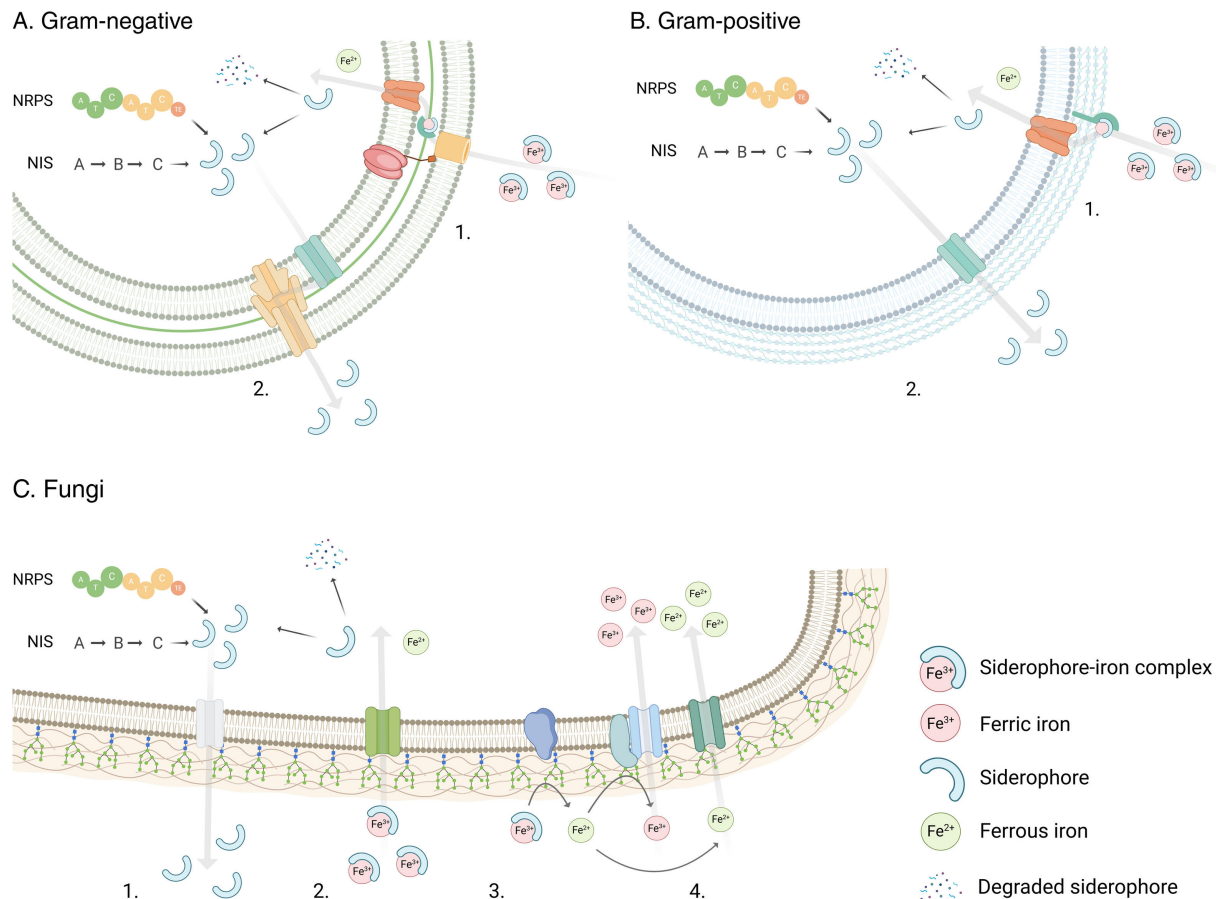 A. Gram-negative
B. Gram-positive
Fe²⁺
NRPS
A T C A T C TE
NIS
A → B → C →
Fe³⁺
Fe³⁺
Fe³⁺
1.
2.
Fe²⁺
NRPS
A T C A T C TE
NIS
A → B → C →
Fe³⁺
Fe³⁺
Fe³⁺
1.
2.
C. Fungi
NRPS
A T C A T C TE
NIS
A → B → C →
Fe²⁺
Fe³⁺
Fe³⁺
Fe³⁺
Fe²⁺
Fe²⁺
Fe²⁺
Fe³⁺
Fe³⁺
Fe³⁺
Fe³⁺
Fe²⁺
Fe³⁺
Fe²⁺
1.
2.
3.
4.
Fe³⁺ Siderophore-iron complex
Fe³⁺ Ferric iron
Siderophore
Fe²⁺ Ferrous iron
Degraded siderophore